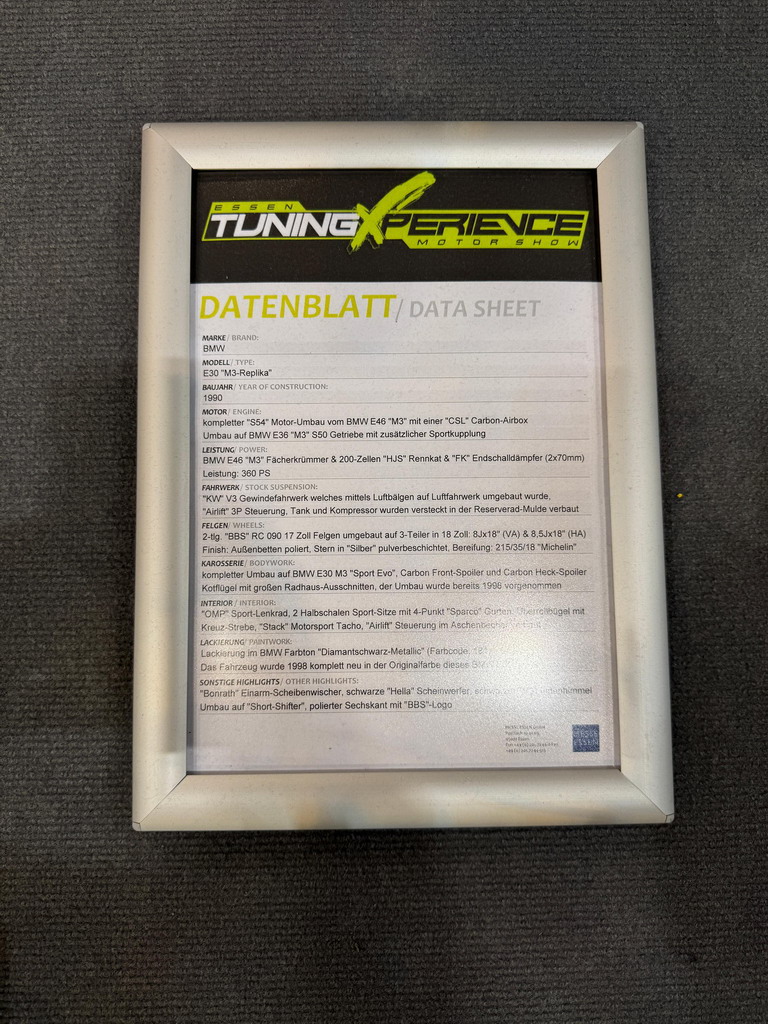 ESSEN
TUNINGXPERIENCE
MOTOR SHOW
DATENBLATT/ DATA SHEET
MARKE/ BRAND:
BMW
MODELL/ TYPE:
E30 "M3-Replika"
BAUJAHR/ YEAR OF CONSTRUCTION:
1990
MOTOR/ ENGINE:
kompletter "S54" Motor-Umbau vom BMW E46 "M3" mit einer "CSL" Carbon-Airbox
Umbau auf BMW E36 "M3" S50 Getriebe mit zusätzlicher Sportkupplung
LEISTUNG/ POWER:
BMW E46 "M3" Fächerkrümmer & 200-Zellen "HJS" Rennkat & "FK" Endschalldämpfer (2x70mm)
Leistung: 360 PS
FAHRWERK/ STOCK SUSPENSION:
"KW" V3 Gewindefahrwerk welches mittels Luftbälgen auf Luftfahrwerk umgebaut wurde,
"Airlift" 3P Steuerung, Tank und Kompressor wurden versteckt in der Reserverad-Mulde verbaut
FELGEN/ WHEELS:
2-tlg. "BBS" RC 090 17 Zoll Felgen umgebaut auf 3-Teiler in 18 Zoll: 8Jx18" (VA) & 8,5Jx18" (HA)
Finish: Außenbetten poliert, Stern in "Silber" pulverbeschichtet, Bereifung: 215/35/18 "Michelin"
KAROSSERIE/ BODYWORK:
kompletter Umbau auf BMW E30 M3 "Sport Evo", Carbon Front-Spoiler und Carbon Heck-Spoiler
Kotflügel mit großen Radhaus-Ausschnitten, der Umbau wurde bereits 1998 vorgenommen
INTERIOR/ INTERIOR:
"OMP" Sport-Lenkrad, 2 Halbschalen Sport-Sitze mit 4-Punkt "Sparco" Gurten, Überrollbügel mit
Kreuz-Strebe, "Stack" Motorsport Tacho, "Airlift" Steuerung im
LACKIERUNG/ PAINTWORK:
Lackierung im BMW Farbton "Diamantschwarz-Metallic" (Farbcode:
Das Fahrzeug wurde 1998 komplett neu in der Originalfarbe dieses
SONSTIGE HIGHLIGHTS/ OTHER HIGHLIGHTS:
"Bonrath" Einarm-Scheibenwischer, schwarze "Hella" Scheinwerfer,
Umbau auf "Short-Shifter", polierter Sechskant mit "BBS"-Logo
MESSE
ESSEN